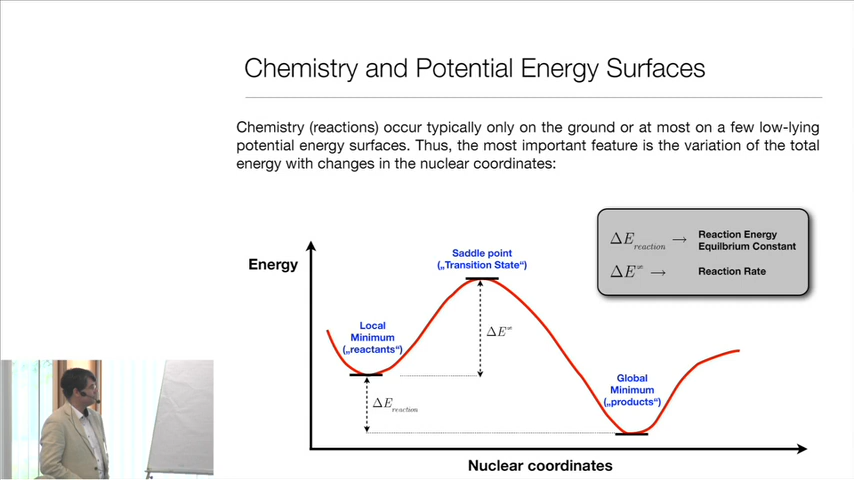 Chemistry and Potential Energy Surfaces
Chemistry (reactions) occur typically only on the ground or at most on a few low-lying
potential energy surfaces. Thus, the most important feature is the variation of the total
energy with changes in the nuclear coordinates:
ΔE_reaction → Reaction Energy
Equilbrium Constant
ΔE^≠ → Reaction Rate
Energy
Saddle point
(„Transition State“)
ΔE^≠
Local
Minimum
(„reactants“)
ΔE_reaction
Global
Minimum
(„products“)
Nuclear coordinates